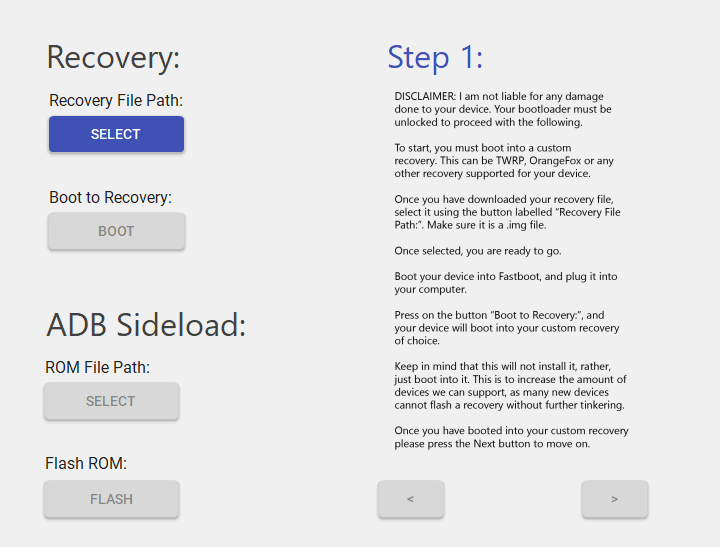 Recovery:
Recovery File Path:
SELECT
Boot to Recovery:
BOOT
ADB Sideload:
ROM File Path:
SELECT
Flash ROM:
FLASH
Step 1:
DISCLAIMER: I am not liable for any damage
done to your device. Your bootloader must be
unlocked to proceed with the following.
To start, you must boot into a custom
recovery. This can be TWRP, OrangeFox or any
other recovery supported for your device.
Once you have downloaded your recovery file,
select it using the button labelled “Recovery File
Path:”. Make sure it is a .img file.
Once selected, you are ready to go.
Boot your device into Fastboot, and plug it into
your computer.
Press on the button “Boot to Recovery:”, and
your device will boot into your custom recovery
of choice.
Keep in mind that this will not install it, rather,
just boot into it. This is to increase the amount of
devices we can support, as many new devices
cannot flash a recovery without further tinkering.
Once you have booted into your custom recovery
please press the Next button to move on.
< >